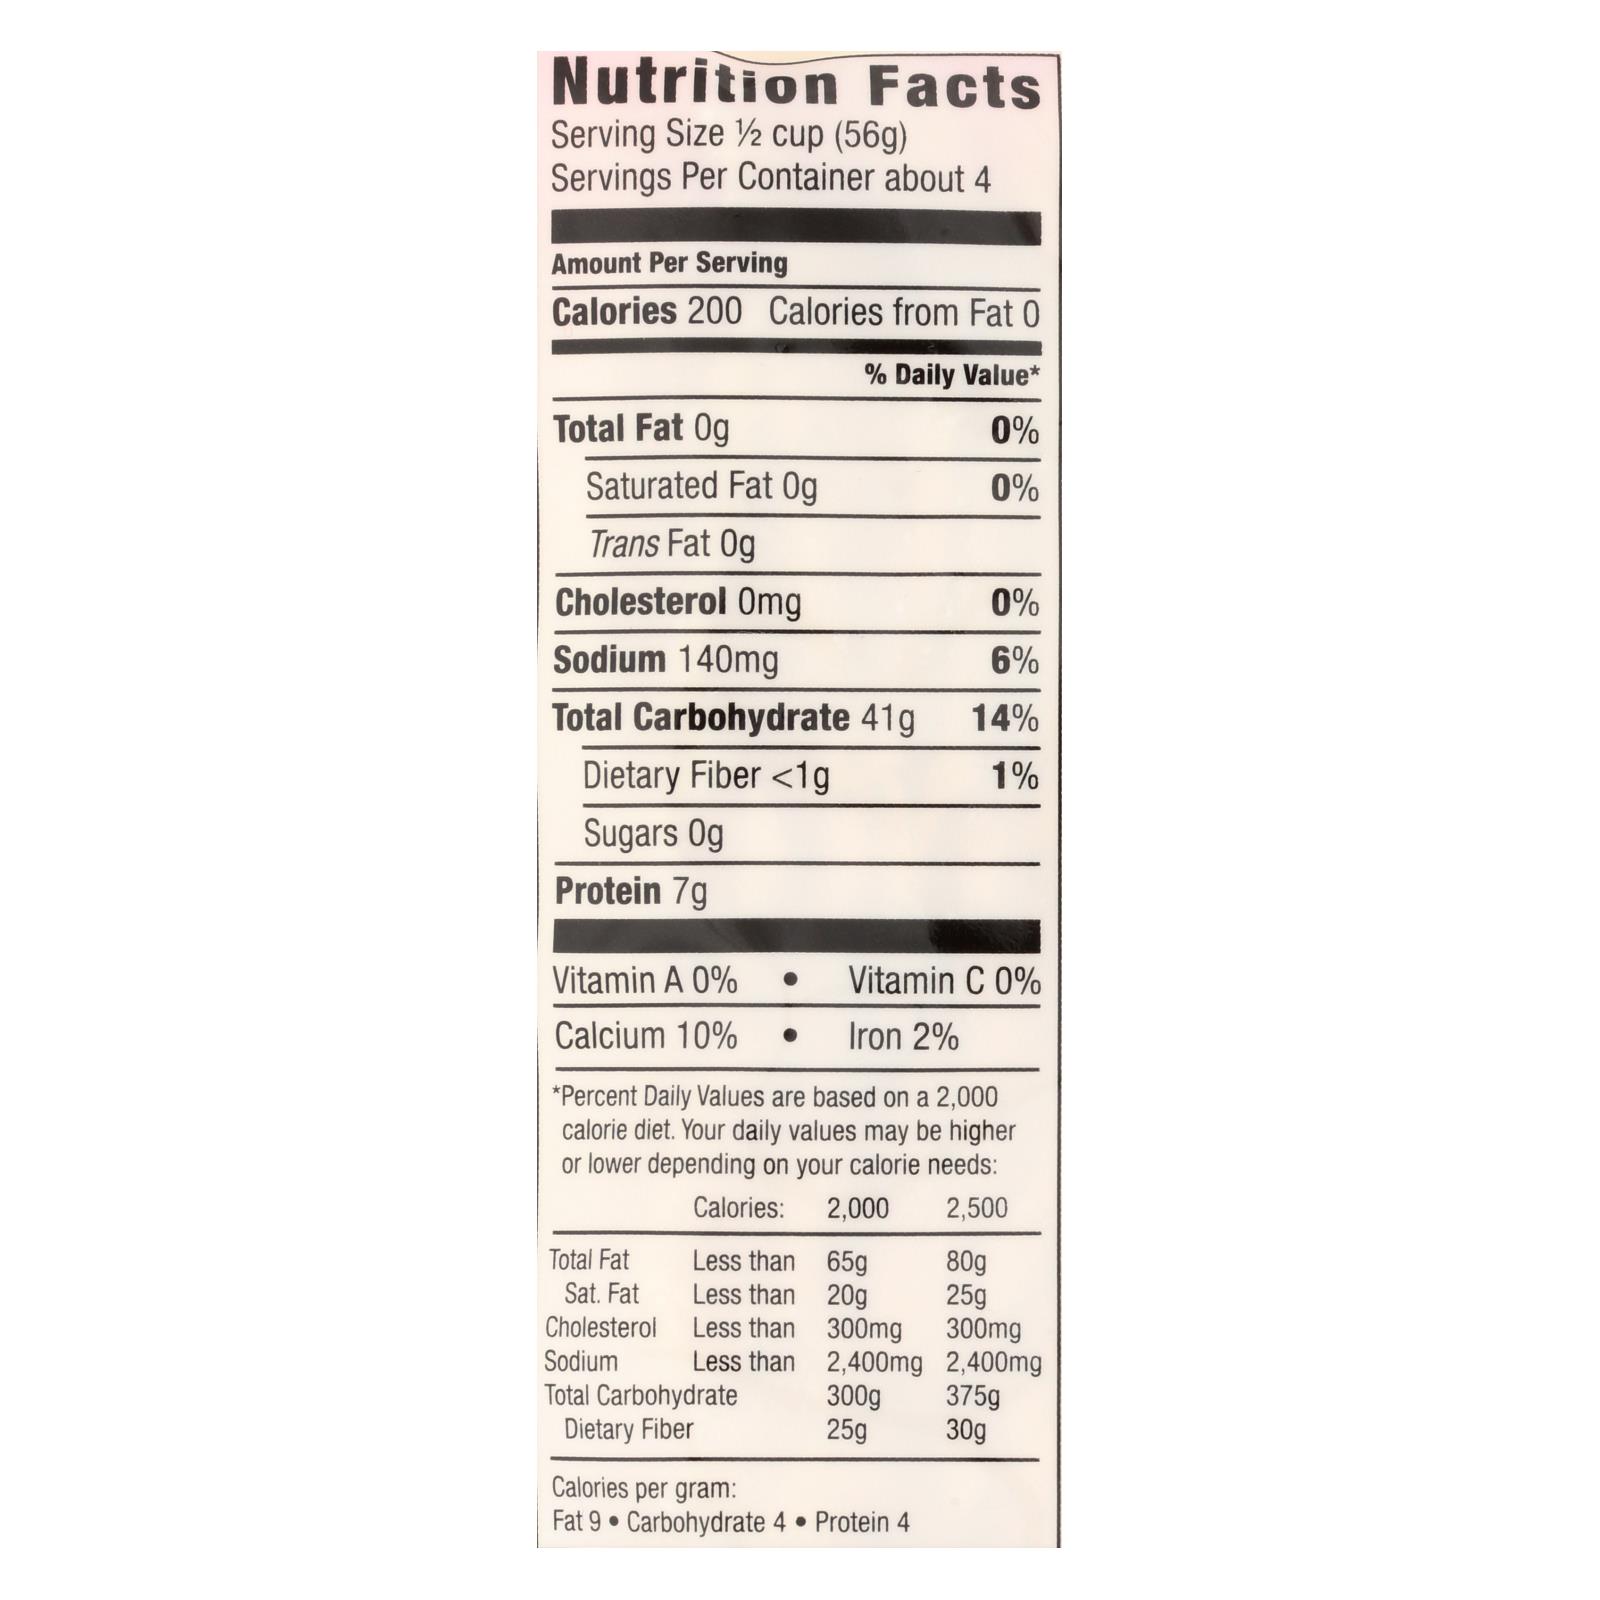 Nutrition Facts
Serving Size ½ cup (56g)
Servings Per Container about 4
Amount Per Serving
Calories 200 Calories from Fat 0
% Daily Value*
Total Fat 0g 0%
Saturated Fat 0g 0%
Trans Fat 0g
Cholesterol 0mg 0%
Sodium 140mg 6%
Total Carbohydrate 41g 14%
Dietary Fiber <1g 1%
Sugars 0g
Protein 7g
Vitamin A 0% • Vitamin C 0%
Calcium 10% • Iron 2%
*Percent Daily Values are based on a 2,000
calorie diet. Your daily values may be higher
or lower depending on your calorie needs:
Calories: 2,000 2,500
Total Fat Less than 65g 80g
Sat. Fat Less than 20g 25g
Cholesterol Less than 300mg 300mg
Sodium Less than 2,400mg 2,400mg
Total Carbohydrate 300g 375g
Dietary Fiber 25g 30g
Calories per gram:
Fat 9 • Carbohydrate 4 • Protein 4